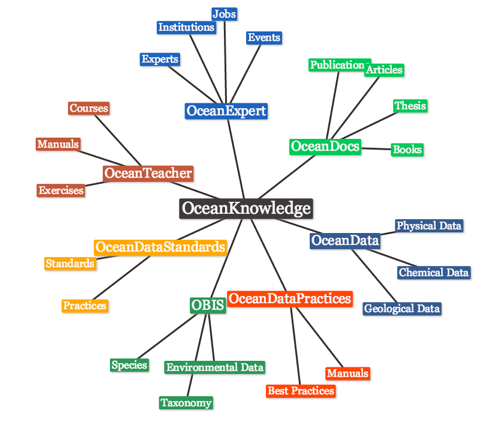 Jobs
Institutions
Events
Experts
OceanExpert
Publication
Articles
Thesis
Books
OceanDocs
Courses
Manuals
Exercises
OceanTeacher
OceanKnowledge
OceanDataStandards
Standards
Practices
OceanData
Physical Data
Chemical Data
Geological Data
OBIS
Species
Environmental Data
Taxonomy
OceanDataPractices
Manuals
Best Practices